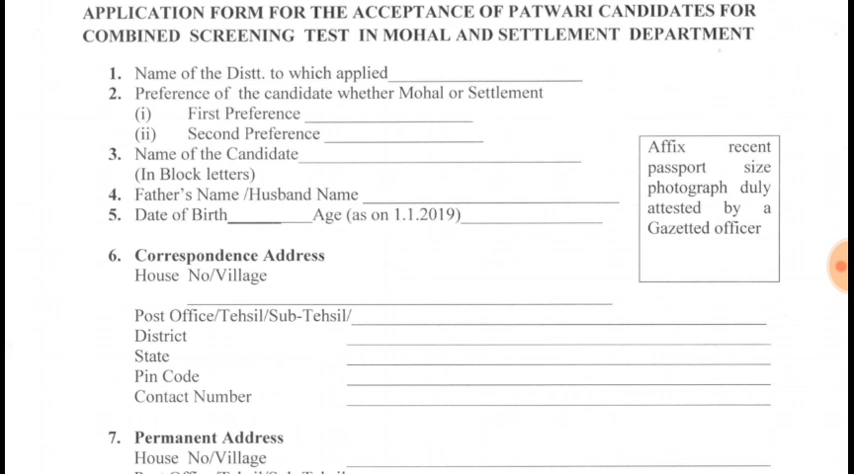 APPLICATION FORM FOR THE ACCEPTANCE OF PATWARI CANDIDATES FOR
COMBINED SCREENING TEST IN MOHAL AND SETTLEMENT DEPARTMENT
1. Name of the Distt. to which applied
2. Preference of the candidate whether Mohal or Settlement
(i) First Preference
(ii) Second Preference
3. Name of the Candidate
(In Block letters)
4. Father's Name /Husband Name
5. Date of Birth Age (as on 1.1.2019)
Affix recent
passport size
photograph duly
attested by a
Gazetted officer
6. Correspondence Address
House No/Village
Post Office/Tehsil/Sub-Tehsil/
District
State
Pin Code
Contact Number
7. Permanent Address
House No/Village